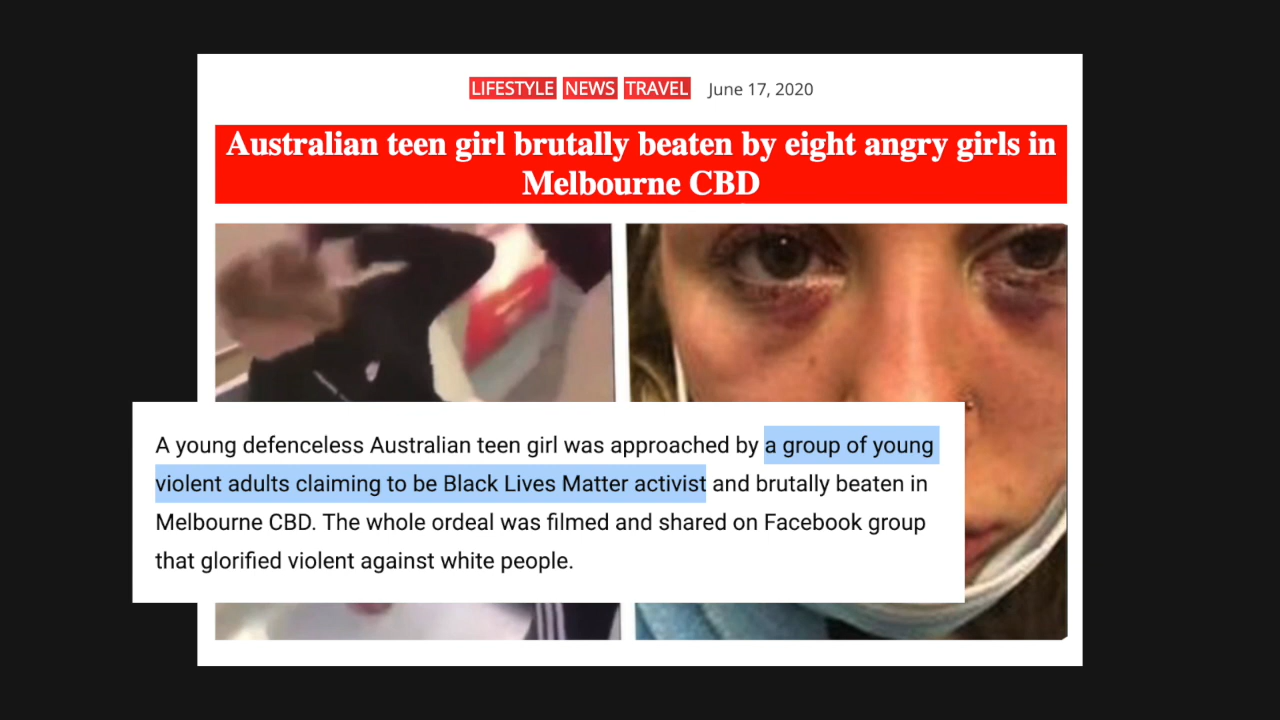 LIFESTYLE NEWS TRAVEL June 17, 2020
Australian teen girl brutally beaten by eight angry girls in
Melbourne CBD
A young defenceless Australian teen girl was approached by a group of young
violent adults claiming to be Black Lives Matter activist and brutally beaten in
Melbourne CBD. The whole ordeal was filmed and shared on Facebook group
that glorified violent against white people.